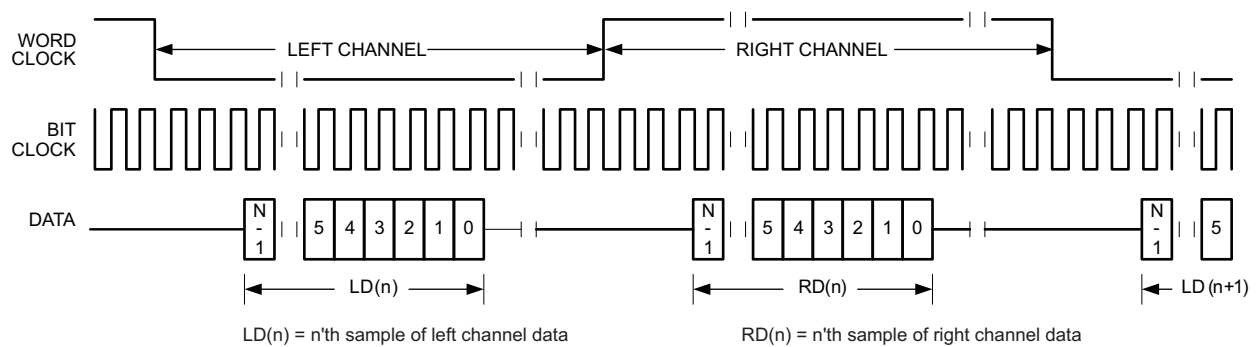 WORD
CLOCK
LEFT CHANNEL
RIGHT CHANNEL
BIT
CLOCK
DATA
N
-
1
5 4 3 2 1 0
N
-
1
5 4 3 2 1 0
N
-
1
5
LD(n)
RD(n)
LD (n+1)
LD(n) = n'th sample of left channel data
RD(n) = n'th sample of right channel data